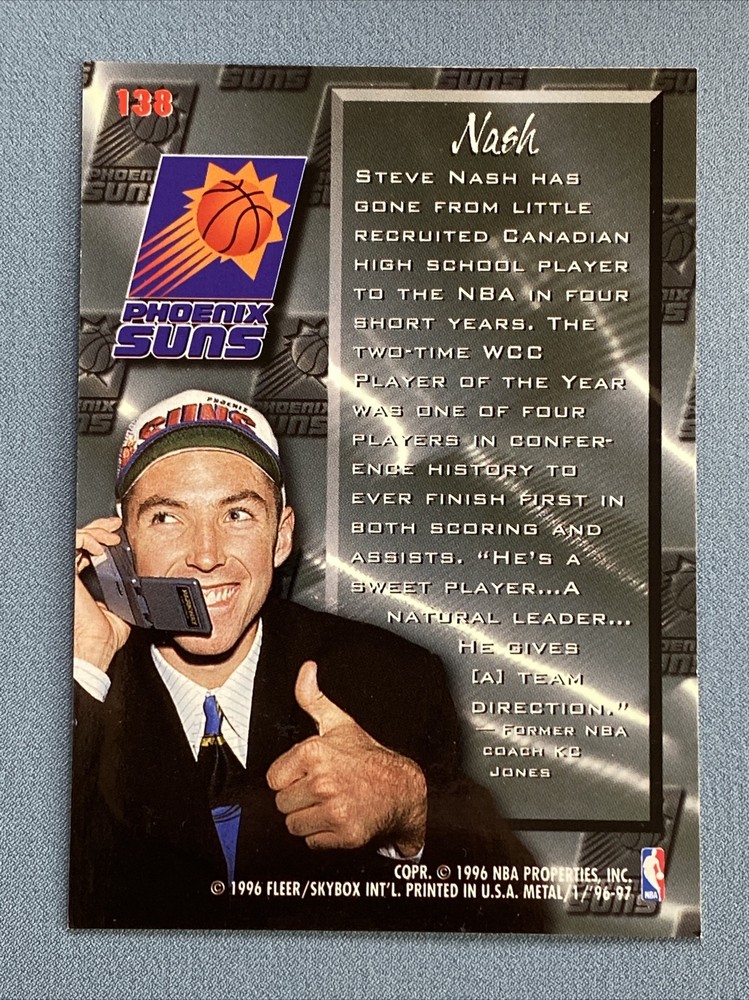 138
PHOENIX
SUNS
PHOENIX
SUNS
Nash
STEVE NASH HAS
GONE FROM LITTLE
RECRUITED CANADIAN
HIGH SCHOOL PLAYER
TO THE NBA IN FOUR
SHORT YEARS. THE
TWO-TIME WCC
PLAYER OF THE YEAR
WAS ONE OF FOUR
PLAYERS IN CONFER-
ENCE HISTORY TO
EVER FINISH FIRST IN
BOTH SCORING AND
ASSISTS. "HE'S A
SWEET PLAYER...A
NATURAL LEADER...
HE GIVES
[A] TEAM
DIRECTION."
— FORMER NBA
COACH KC
JONES
COPR. © 1996 NBA PROPERTIES, INC.
© 1996 FLEER/SKYBOX INT'L. PRINTED IN U.S.A. METAL/1/'96-97
NBA